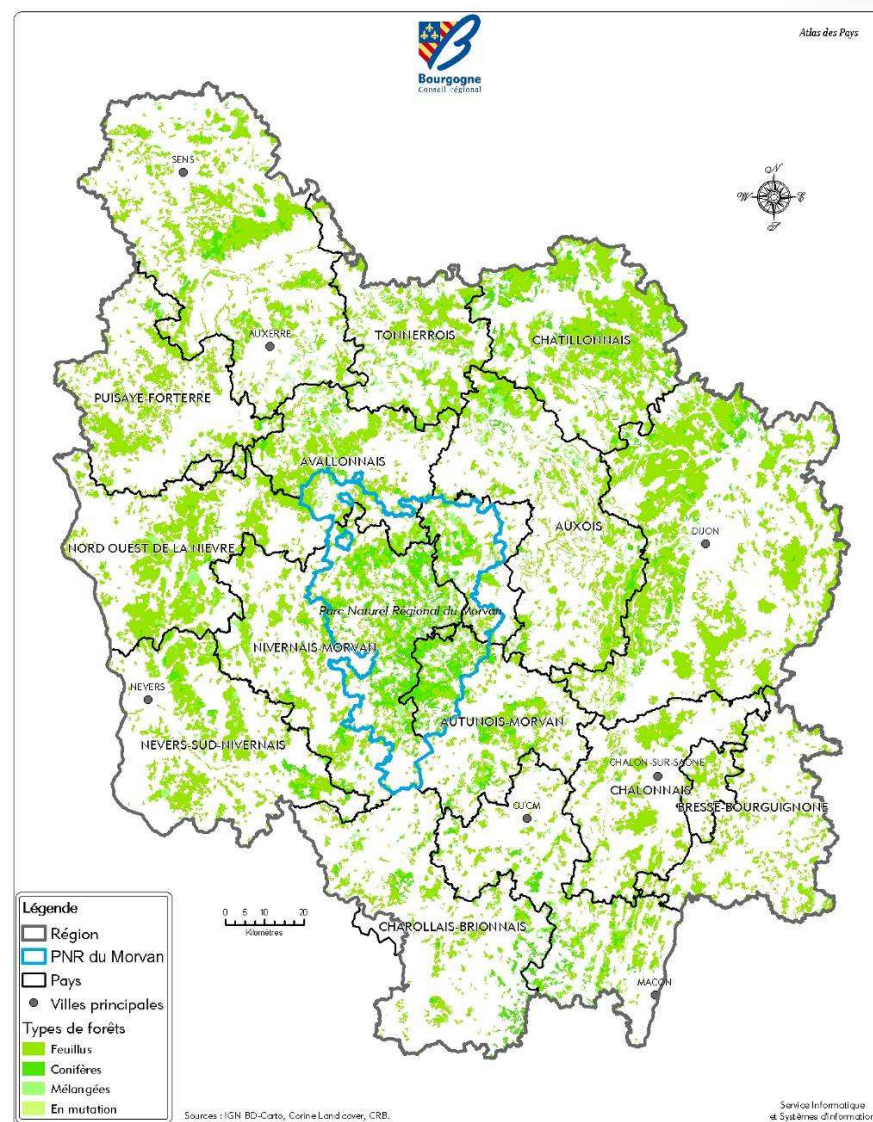 Atlas des Pays
Bourgogne
Conseil régional
N
W
E
S
SENS
AUXERRE
TONNERROIS
CHATILLONNAIS
PUISAYE-FORTERRE
AVALLONNAIS
AUXOIS
DIJON
NORD OUEST DE LA NIEVRE
Parc Naturel Régional du Morvan
NIVERNAIS-MORVAN
NEVERS
AUTUNOIS-MORVAN
NEVERS-SUD-NIVERNAIS
CHALON-SUR-SAONE
CHALONNAIS
BRESSE-BOURGUIGNONE
CUCM
CHAROLLAIS-BRIONNAIS
MACON
Légende
Région
PNR du Morvan
Pays
Villes principales
Types de forêts
Feuillus
Conifères
Mélangées
En mutation
0 5 10 20
Kilomètres
Sources : IGN BD-Carto, Corine Land cover, CRB.
Service Informatique
et Systèmes d'information